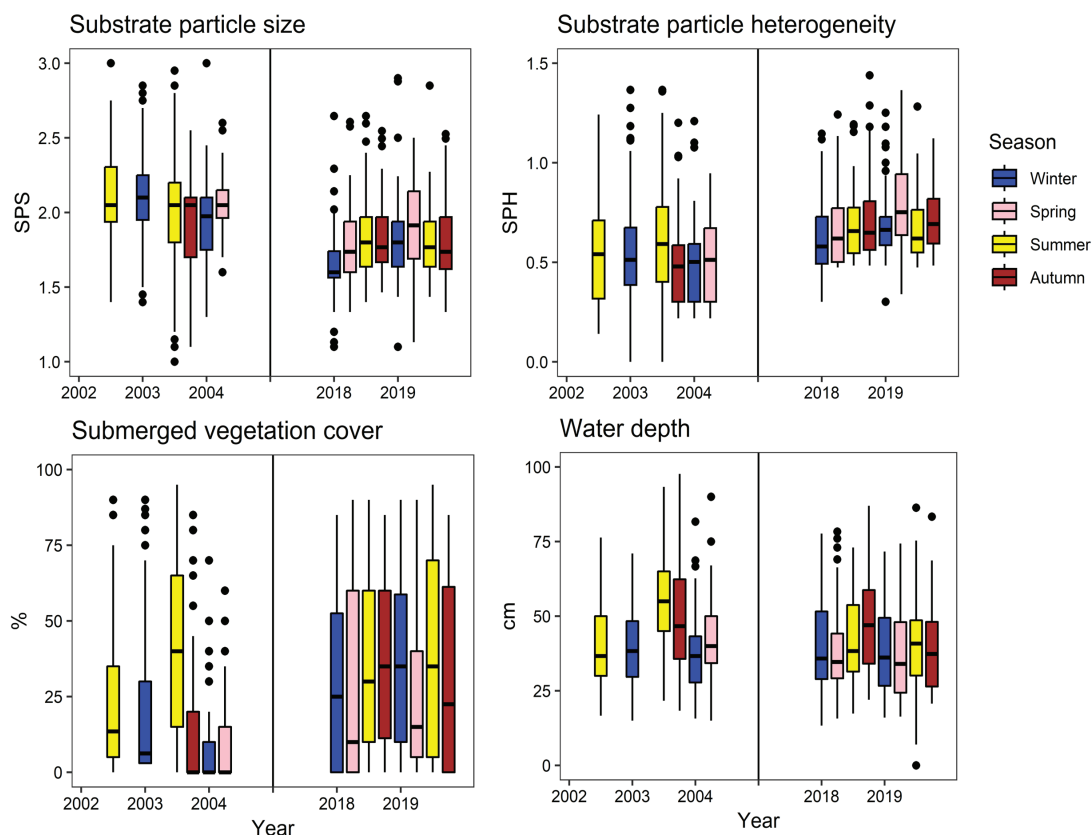 Substrate particle size
Substrate particle heterogeneity
3.0
2.5
2.0
1.5
1.0
SPS
2002
2003
2004
2018
2019
1.5
1.0
0.5
0.0
SPH
2002
2003
2004
2018
2019
Season
Winter
Spring
Summer
Autumn
Submerged vegetation cover
Water depth
100
75
50
25
0
%
2002
2003
2004
2018
2019
Year
100
75
50
25
0
cm
2002
2003
2004
2018
2019
Year